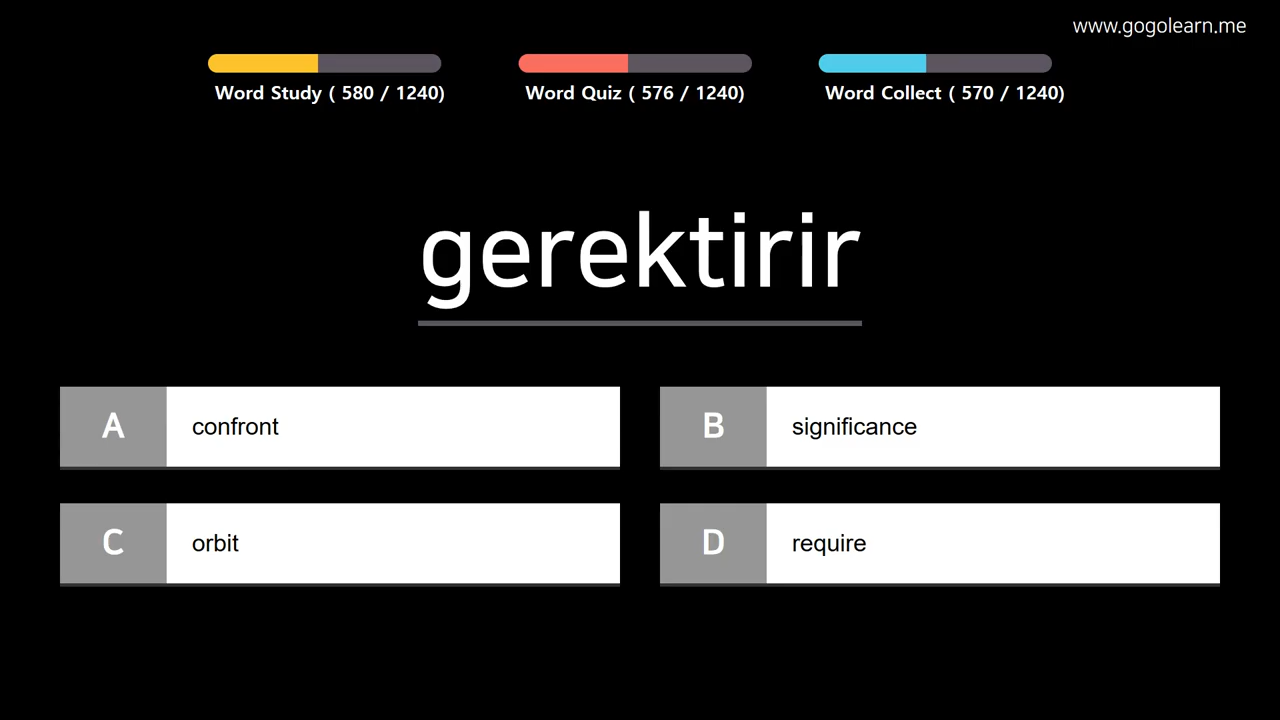 www.gogolearn.me
Word Study ( 580 / 1240)
Word Quiz ( 576 / 1240)
Word Collect ( 570 / 1240)
gerektirir
A confront
B significance
C orbit
D require